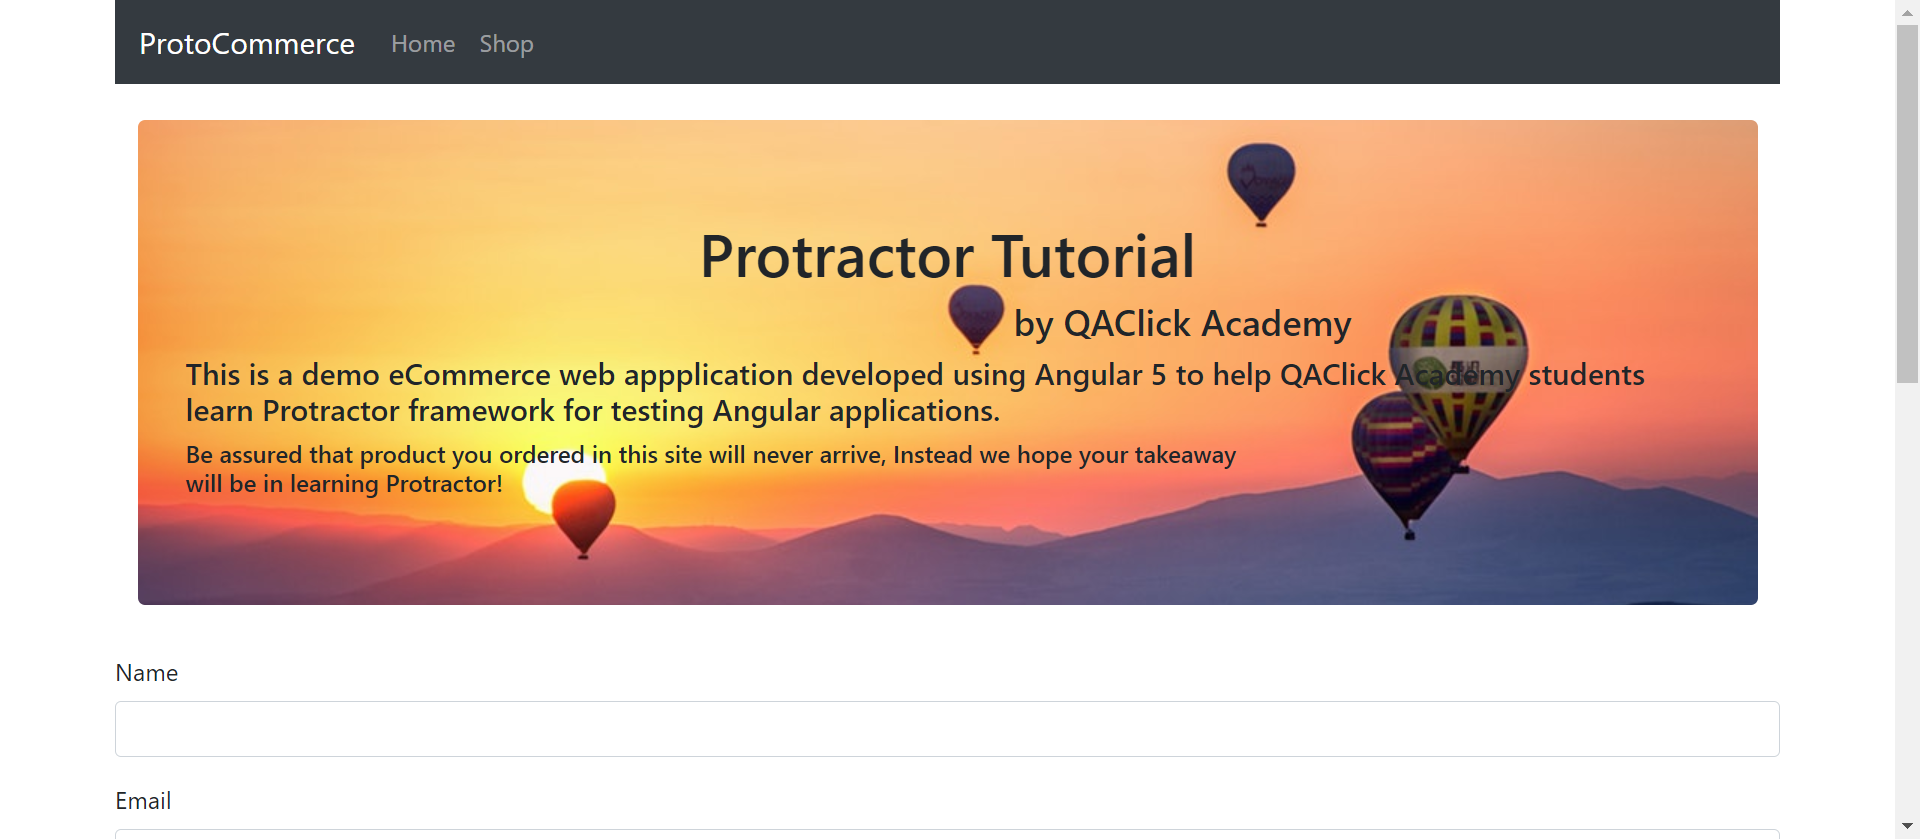 ProtoCommerce Home Shop
Protractor Tutorial
by QAClick Academy
This is a demo eCommerce web appplication developed using Angular 5 to help QAClick Academy students
learn Protractor framework for testing Angular applications.
Be assured that product you ordered in this site will never arrive, Instead we hope your takeaway
will be in learning Protractor!
Name
Email